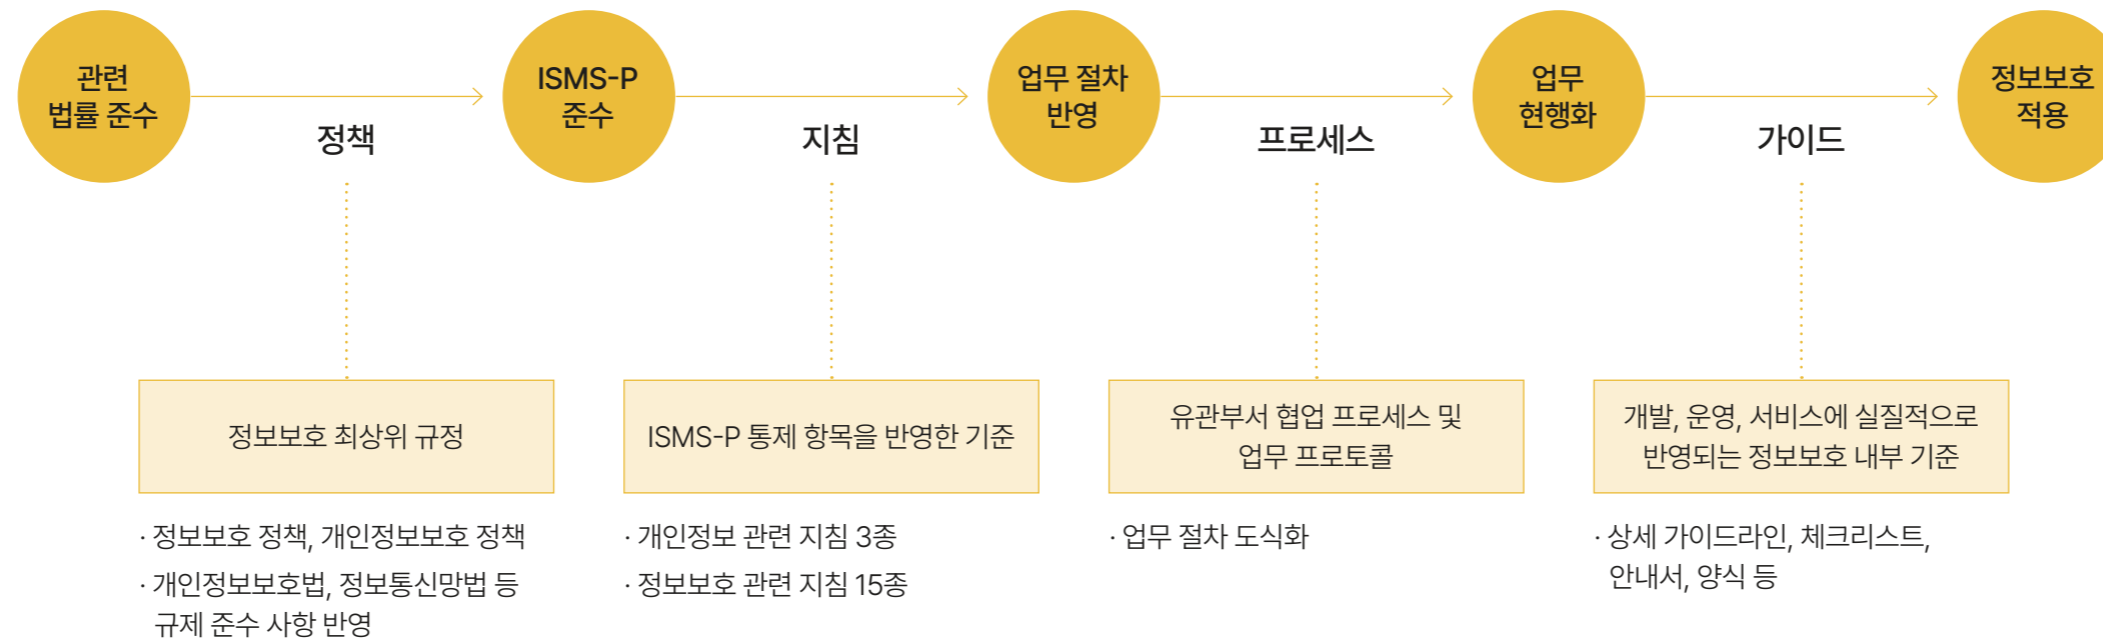 관련
법률 준수
정책
ISMS-P
준수
지침
업무 절차
반영
프로세스
업무
현행화
가이드
정보보호
적용
정보보호 최상위 규정
· 정보보호 정책, 개인정보보호 정책
· 개인정보보호법, 정보통신망법 등
규제 준수 사항 반영
ISMS-P 통제 항목을 반영한 기준
· 개인정보 관련 지침 3종
· 정보보호 관련 지침 15종
유관부서 협업 프로세스 및
업무 프로토콜
· 업무 절차 도식화
개발, 운영, 서비스에 실질적으로
반영되는 정보보호 내부 기준
· 상세 가이드라인, 체크리스트,
안내서, 양식 등